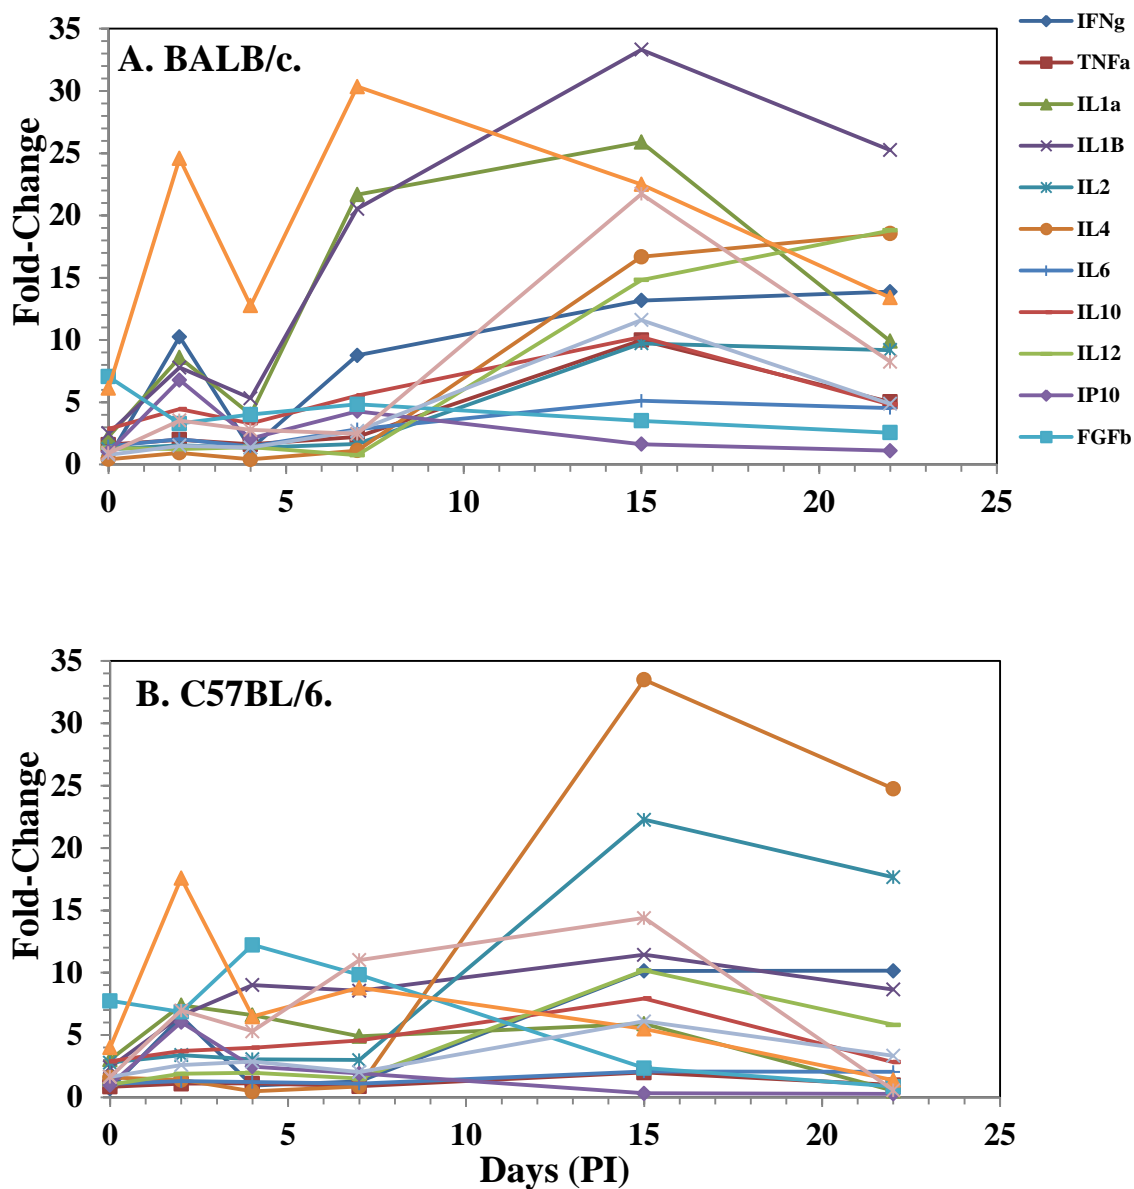 A. BALB/c.
Fold-Change
35
30
25
20
15
10
5
0
0 5 10 15 20 25
IFNg
TNFa
IL1a
IL1B
IL2
IL4
IL6
IL10
IL12
IP10
FGFb
B. C57BL/6.
Fold-Change
35
30
25
20
15
10
5
0
0 5 10 15 20 25
Days (PI)